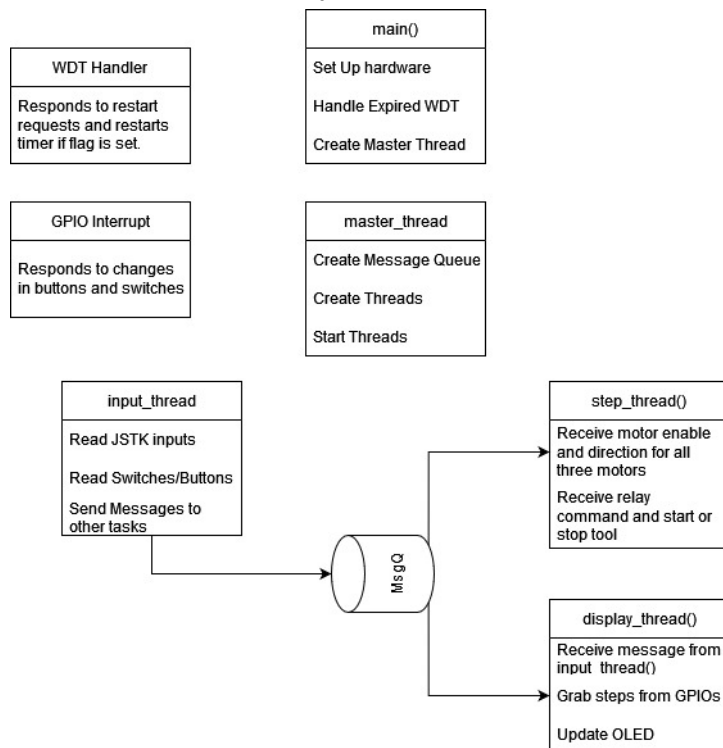 main()
Set Up hardware
Handle Expired WDT
Create Master Thread
WDT Handler
Responds to restart
requests and restarts
timer if flag is set.
GPIO Interrupt
Responds to changes
in buttons and switches
master_thread
Create Message Queue
Create Threads
Start Threads
input_thread
Read JSTK inputs
Read Switches/Buttons
Send Messages to
other tasks
MsgQ
step_thread()
Receive motor enable
and direction for all
three motors
Receive relay
command and start or
stop tool
display_thread()
Receive message from
input_thread()
Grab steps from GPIOs
Update OLED